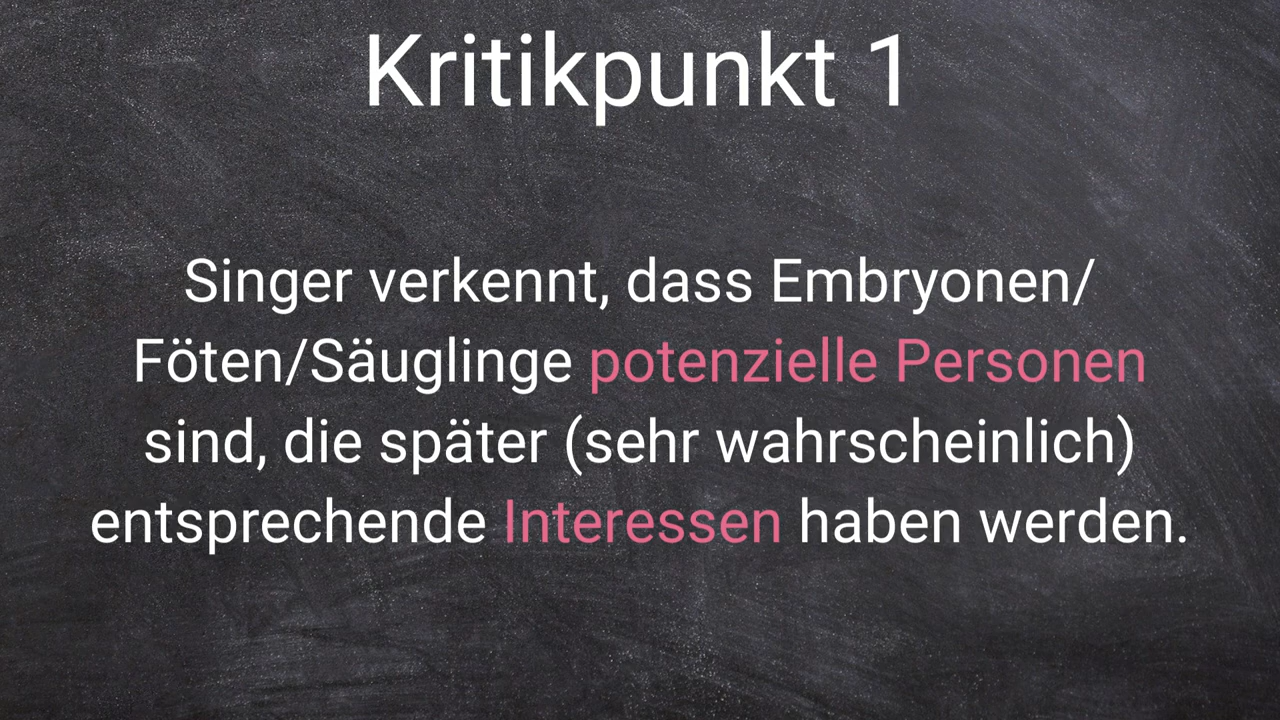 Kritikpunkt 1
Singer verkennt, dass Embryonen/
Föten/Säuglinge potenzielle Personen
sind, die später (sehr wahrscheinlich)
entsprechende Interessen haben werden.